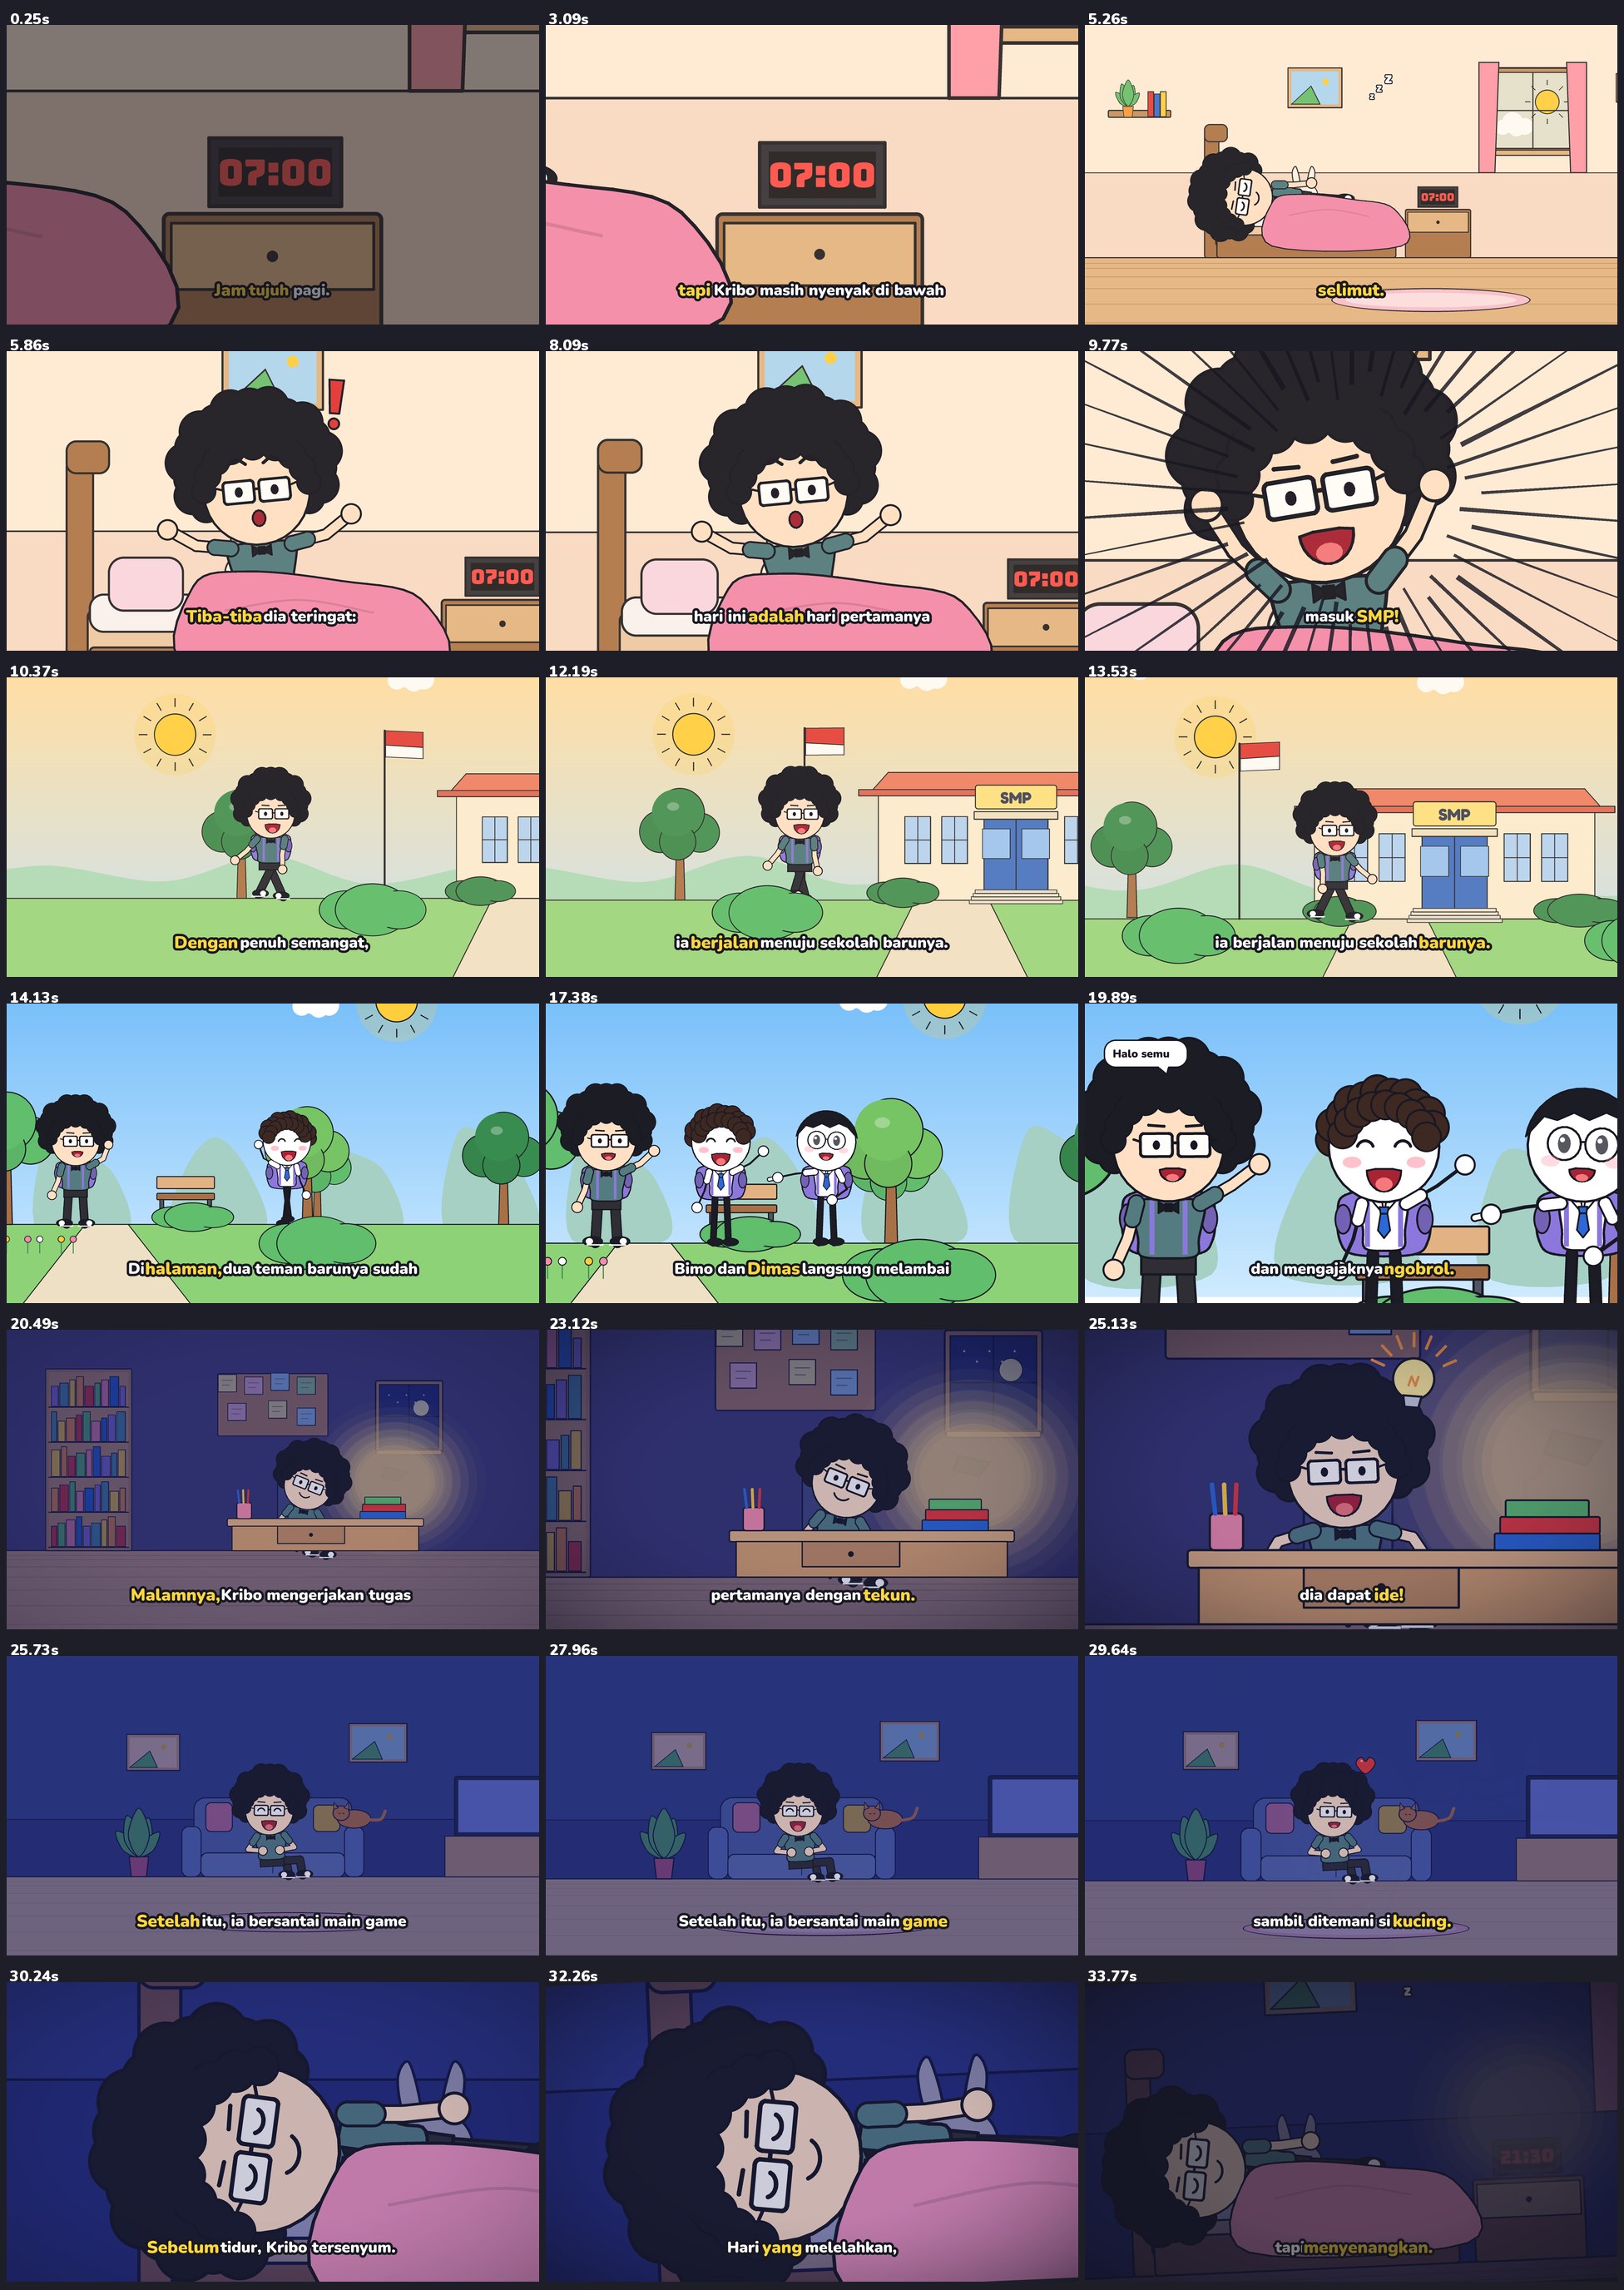 0.25s
07:00
Jam tujuh pagi.
3.09s
07:00
tapi Kribo masih nyenyak di bawah
5.26s
z z z
07:00
selimut.
5.86s
!
07:00
Tiba-tiba dia teringat:
8.09s
07:00
hari ini adalah hari pertamanya
9.77s
masuk SMP!
10.37s
Dengan penuh semangat,
12.19s
SMP
ia berjalan menuju sekolah barunya.
13.53s
SMP
ia berjalan menuju sekolah barunya.
14.13s
Di halaman, dua teman barunya sudah
17.38s
Bimo dan Dimas langsung melambai
19.89s
Halo semu
dan mengajaknya ngobrol.
20.49s
Malamnya, Kribo mengerjakan tugas
23.12s
pertamanya dengan tekun.
25.13s
dia dapat ide!
25.73s
Setelah itu, ia bersantai main game
27.96s
Setelah itu, ia bersantai main game
29.64s
sambil ditemani si kucing.
30.24s
Sebelum tidur, Kribo tersenyum.
32.26s
Hari yang melelahkan,
33.77s
z
21:30
tapi menyenangkan.